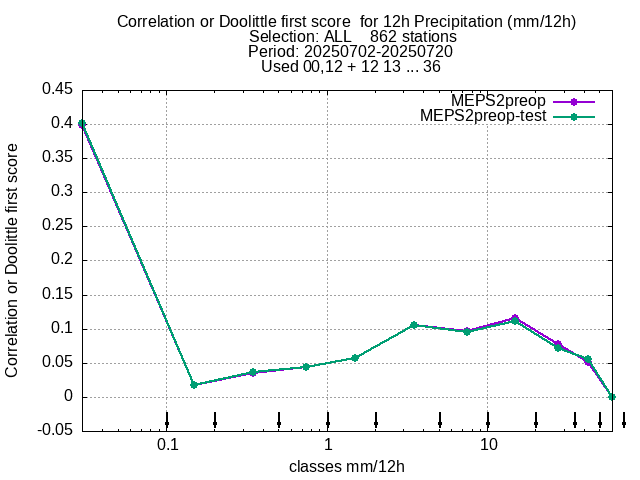 Correlation or Doolittle first score  for 12h Precipitation (mm/12h)
Selection: ALL    862 stations
Period: 20250702-20250720
Used 00,12 + 12 13 ... 36
MEPS2preop
MEPS2preop-test
Correlation or Doolittle first score
0.45
0.4
0.35
0.3
0.25
0.2
0.15
0.1
0.05
0
-0.05
0.1
1
10
classes mm/12h